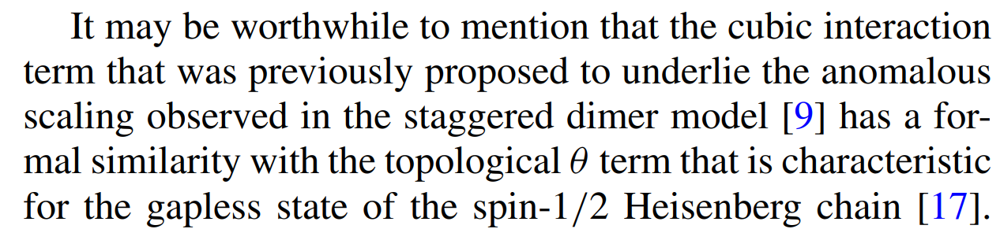 It may be worthwhile to mention that the cubic interaction
term that was previously proposed to underlie the anomalous
scaling observed in the staggered dimer model [9] has a for-
mal similarity with the topological θ term that is characteristic
for the gapless state of the spin-1/2 Heisenberg chain [17].